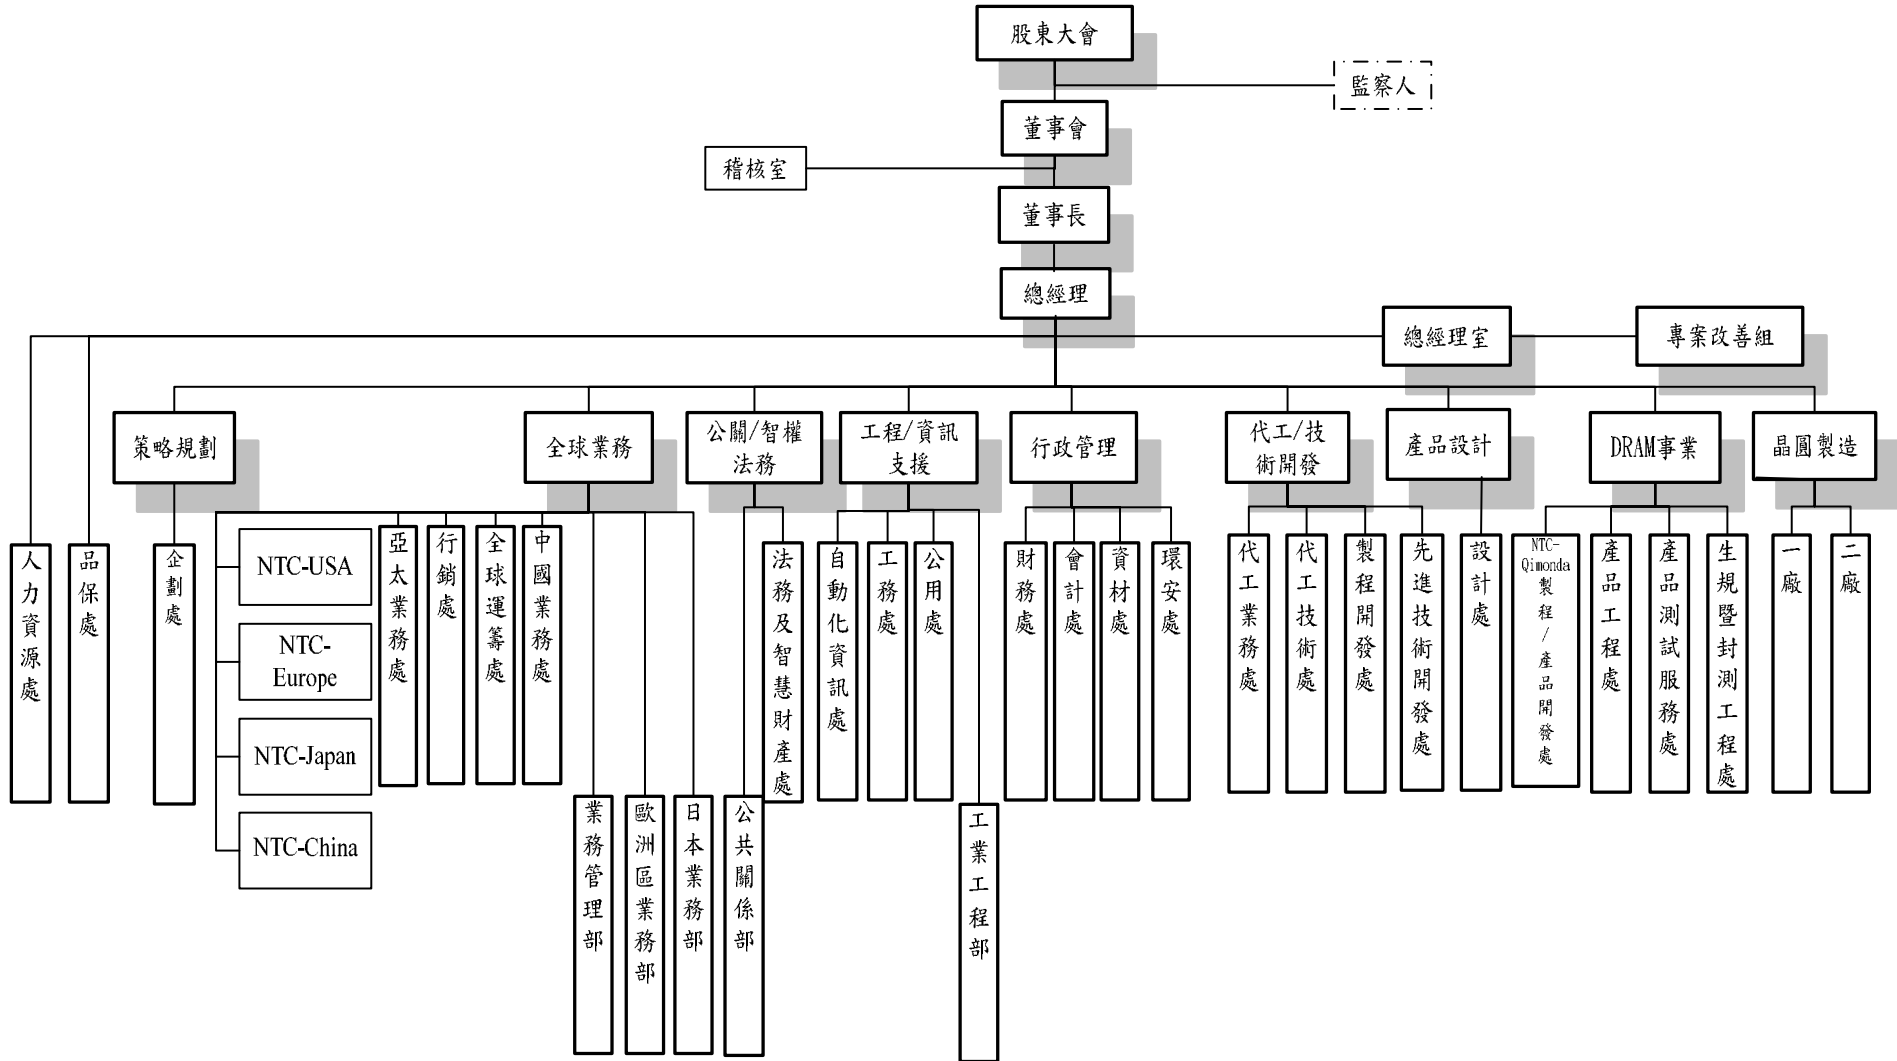 股東大會
監察人
董事會
稽核室
董事長
總經理
總經理室
專案改善組
策略規劃
全球業務
公關/智權
法務
工程/資訊
支援
行政管理
代工/技
術開發
產品設計
DRAM事業
晶圓製造
人力資源處
品保處
企劃處
NTC-USA
NTC-
Europe
NTC-Japan
NTC-China
亞太業務處
行銷處
全球運籌處
中國業務處
業務管理部
歐洲區業務部
日本業務部
公共關係部
法務及智慧財產處
自動化資訊處
工務處
公用處
工業工程部
財務處
會計處
資材處
環安處
代工業務處
代工技術處
製程開發處
先進技術開發處
設計處
NTC-
Qimonda
製程/產品開發處
產品工程處
產品測試服務處
生規暨封測工程處
一廠
二廠